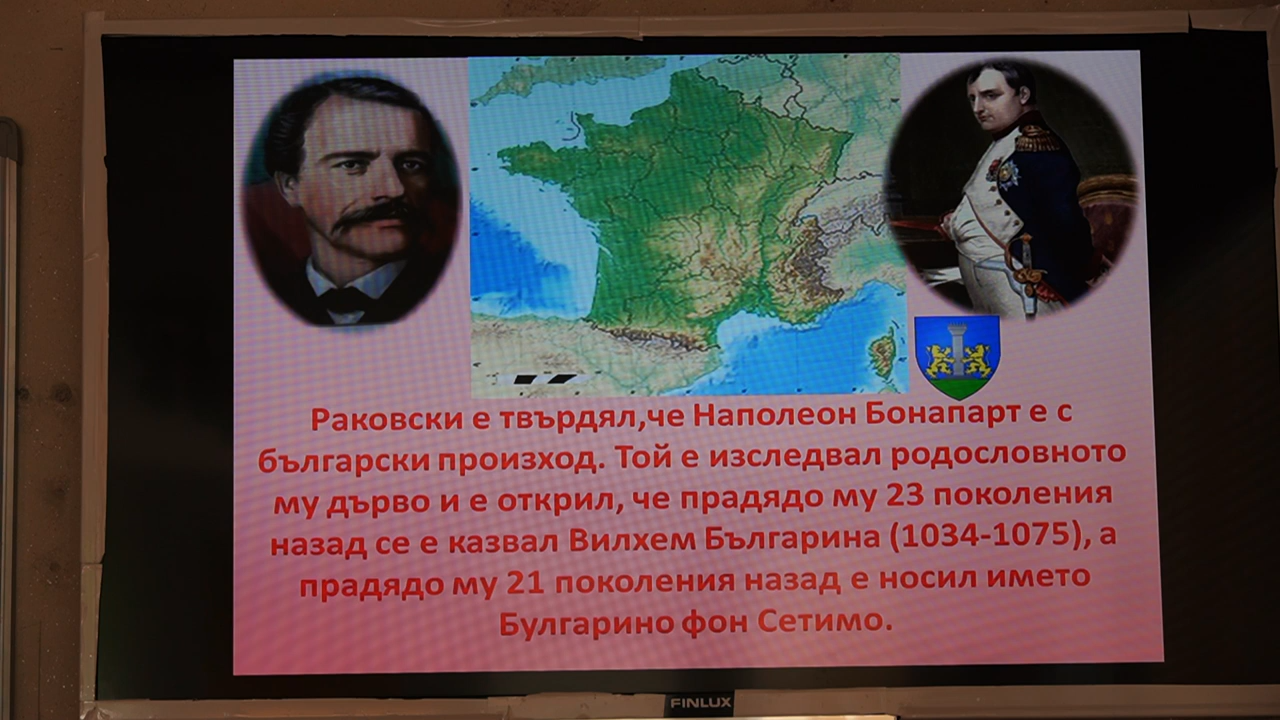 Раковски е твърдял,че Наполеон Бонапарт е с
български произход. Той е изследвал родословното
му дърво и е открил, че прадядо му 23 поколения
назад се е казвал Вилхем Българина (1034-1075), а
прадядо му 21 поколения назад е носил името
Булгарино фон Сетимо.
FINLUX